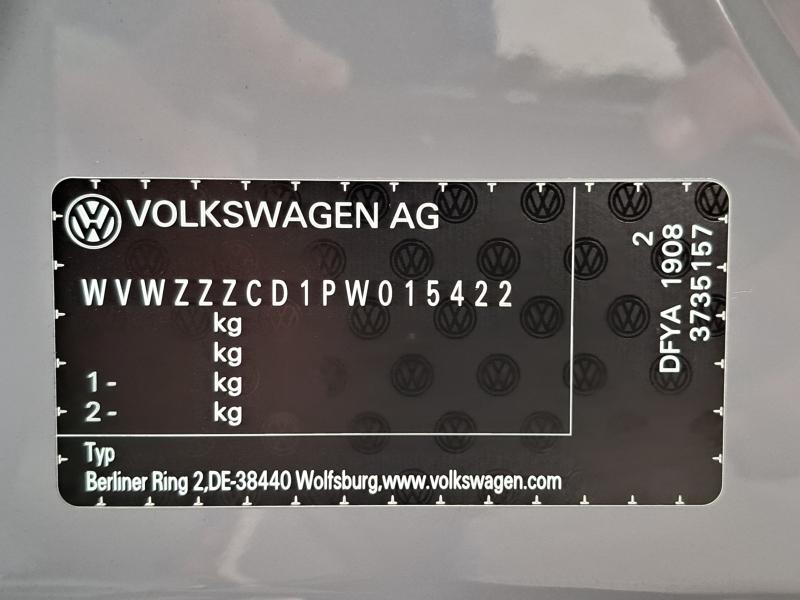 VOLKSWAGEN AG
WVWZZZCD1PW015422
kg
kg
1- kg
2- kg
Typ
Berliner Ring 2,DE-38440 Wolfsburg,www.volkswagen.com
2
DFYA 1908
3735157